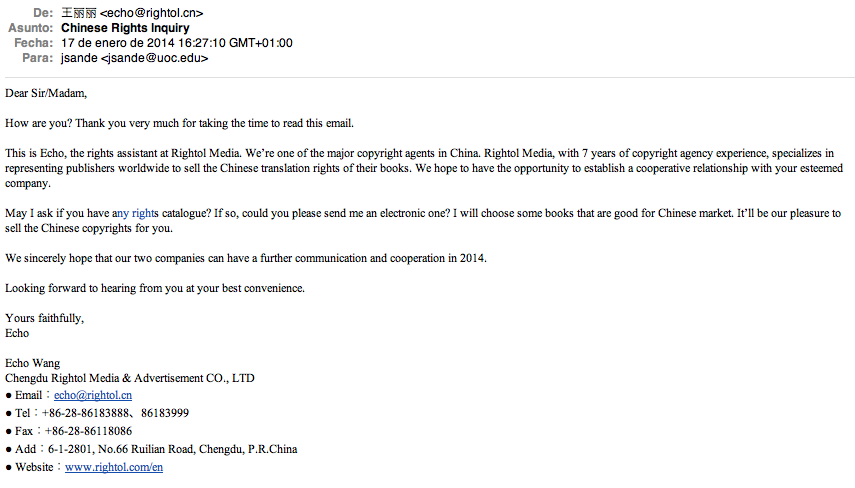 De: 王丽丽 <echo@rightol.cn>
Asunto: Chinese Rights Inquiry
Fecha: 17 de enero de 2014 16:27:10 GMT+01:00
Para: jsande <jsande@uoc.edu>
Dear Sir/Madam,
How are you? Thank you very much for taking the time to read this email.
This is Echo, the rights assistant at Rightol Media. We’re one of the major copyright agents in China. Rightol Media, with 7 years of copyright agency experience, specializes in
representing publishers worldwide to sell the Chinese translation rights of their books. We hope to have the opportunity to establish a cooperative relationship with your esteemed
company.
May I ask if you have any rights catalogue? If so, could you please send me an electronic one? I will choose some books that are good for Chinese market. It’ll be our pleasure to
sell the Chinese copyrights for you.
We sincerely hope that our two companies can have a further communication and cooperation in 2014.
Looking forward to hearing from you at your best convenience.
Yours faithfully,
Echo
Echo Wang
Chengdu Rightol Media & Advertisement CO., LTD
● Email：echo@rightol.cn
● Tel：+86-28-86183888、86183999
● Fax：+86-28-86118086
● Add：6-1-2801, No.66 Ruilian Road, Chengdu, P.R.China
● Website：www.rightol.com/en